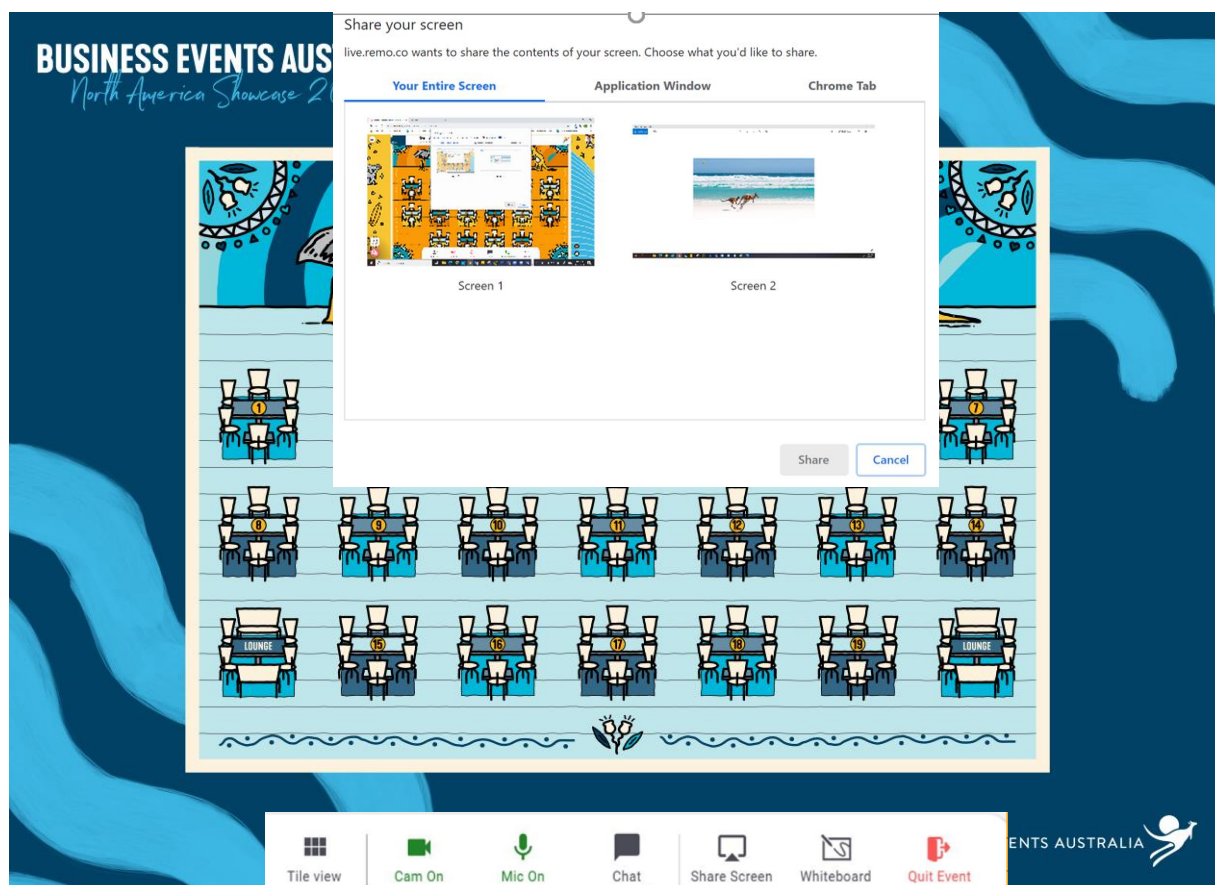 Share your screen
live.remo.co wants to share the contents of your screen. Choose what you'd like to share.
Your Entire Screen
Application Window
Chrome Tab
BUSINESS EVENTS AUS
North America Showcase 2
Screen 1
Screen 2
Share
Cancel
1
7
8
9
10
11
12
13
14
LOUNGE
15
16
17
18
19
LOUNGE
ENTS AUSTRALIA
Tile view
Cam On
Mic On
Chat
Share Screen
Whiteboard
Quit Event